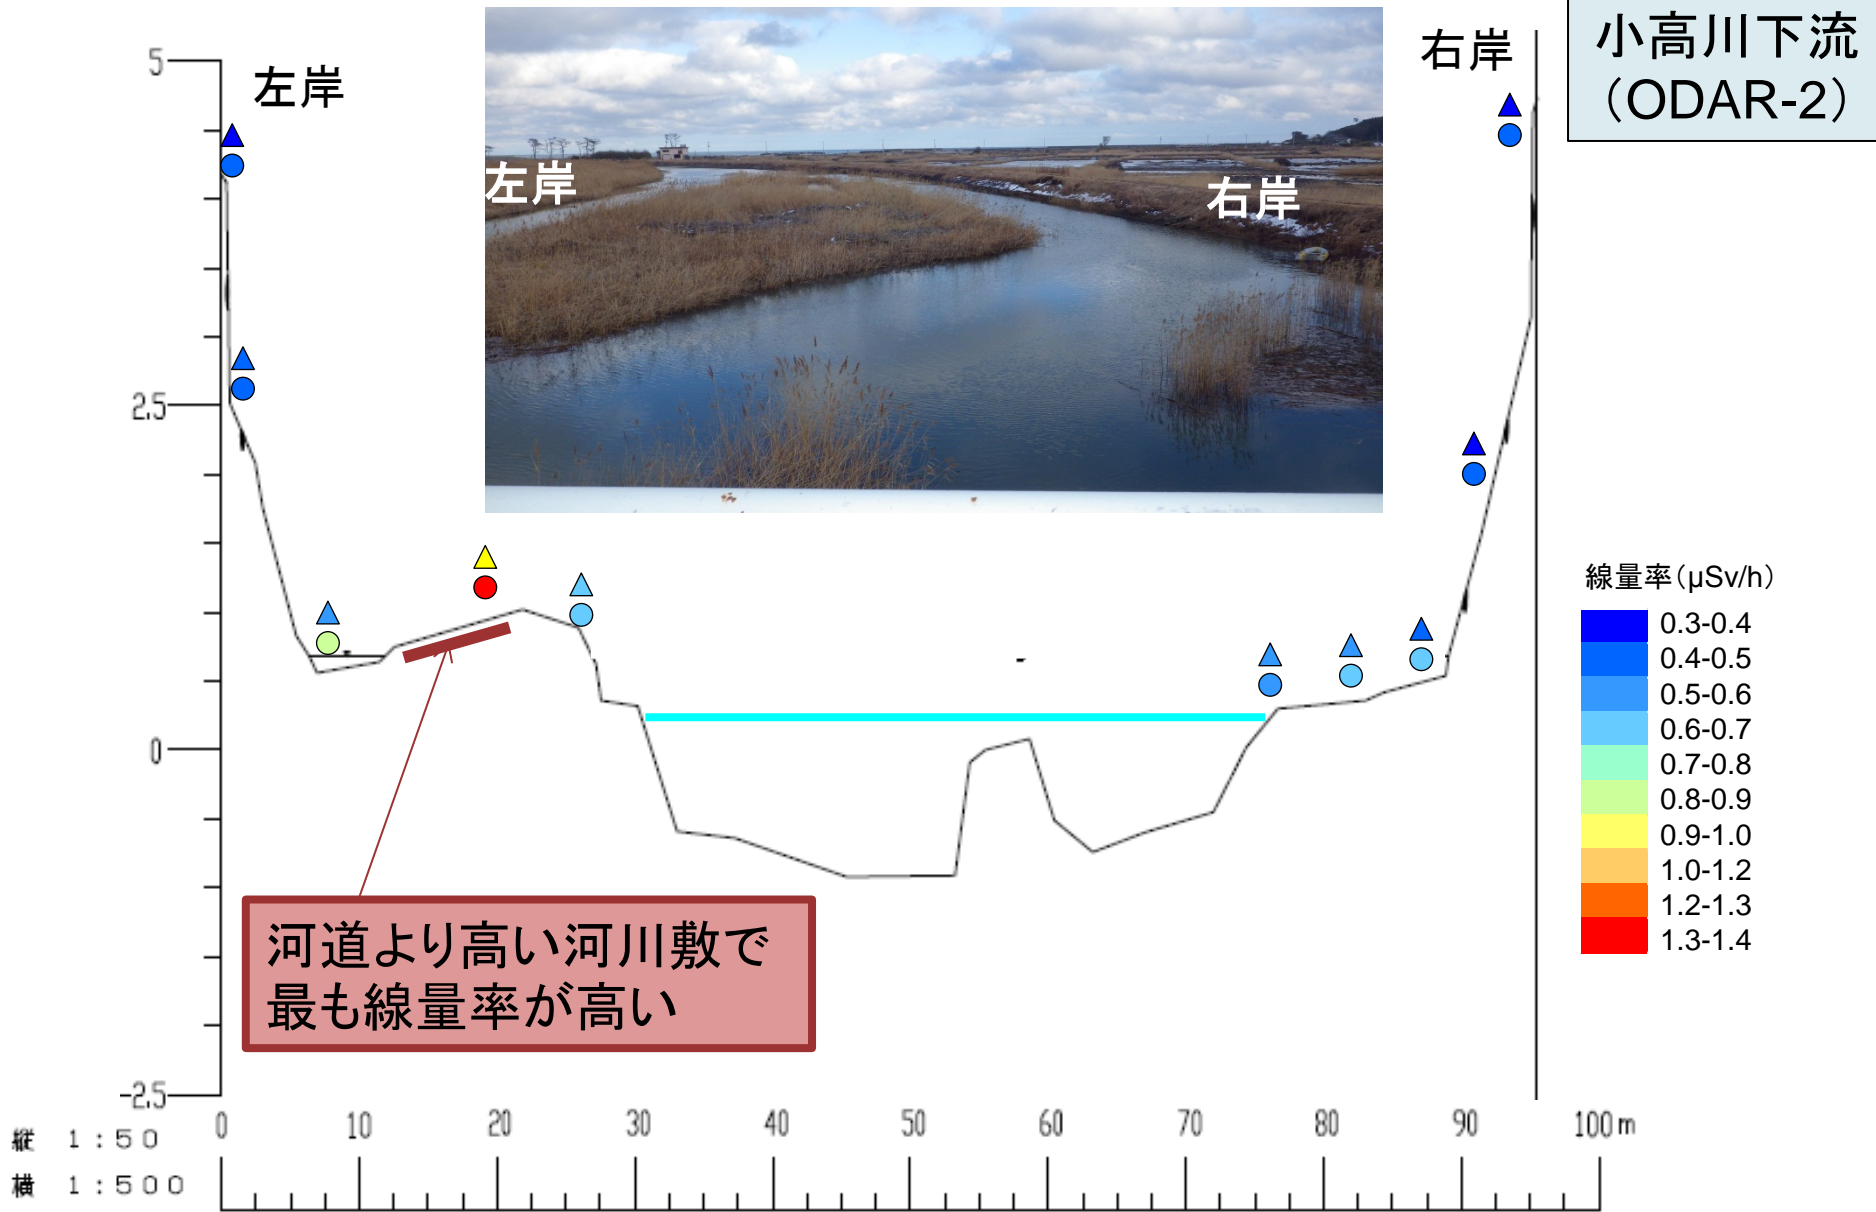 小高川下流
（ODAR-2）
左岸
右岸
左岸
右岸
5
2.5
0
-2.5
線量率（μSv/h）
0.3-0.4
0.4-0.5
0.5-0.6
0.6-0.7
0.7-0.8
0.8-0.9
0.9-1.0
1.0-1.2
1.2-1.3
1.3-1.4
河道より高い河川敷で
最も線量率が高い
0 10 20 30 40 50 60 70 80 90 100 m
縦 1:50
横 1:500